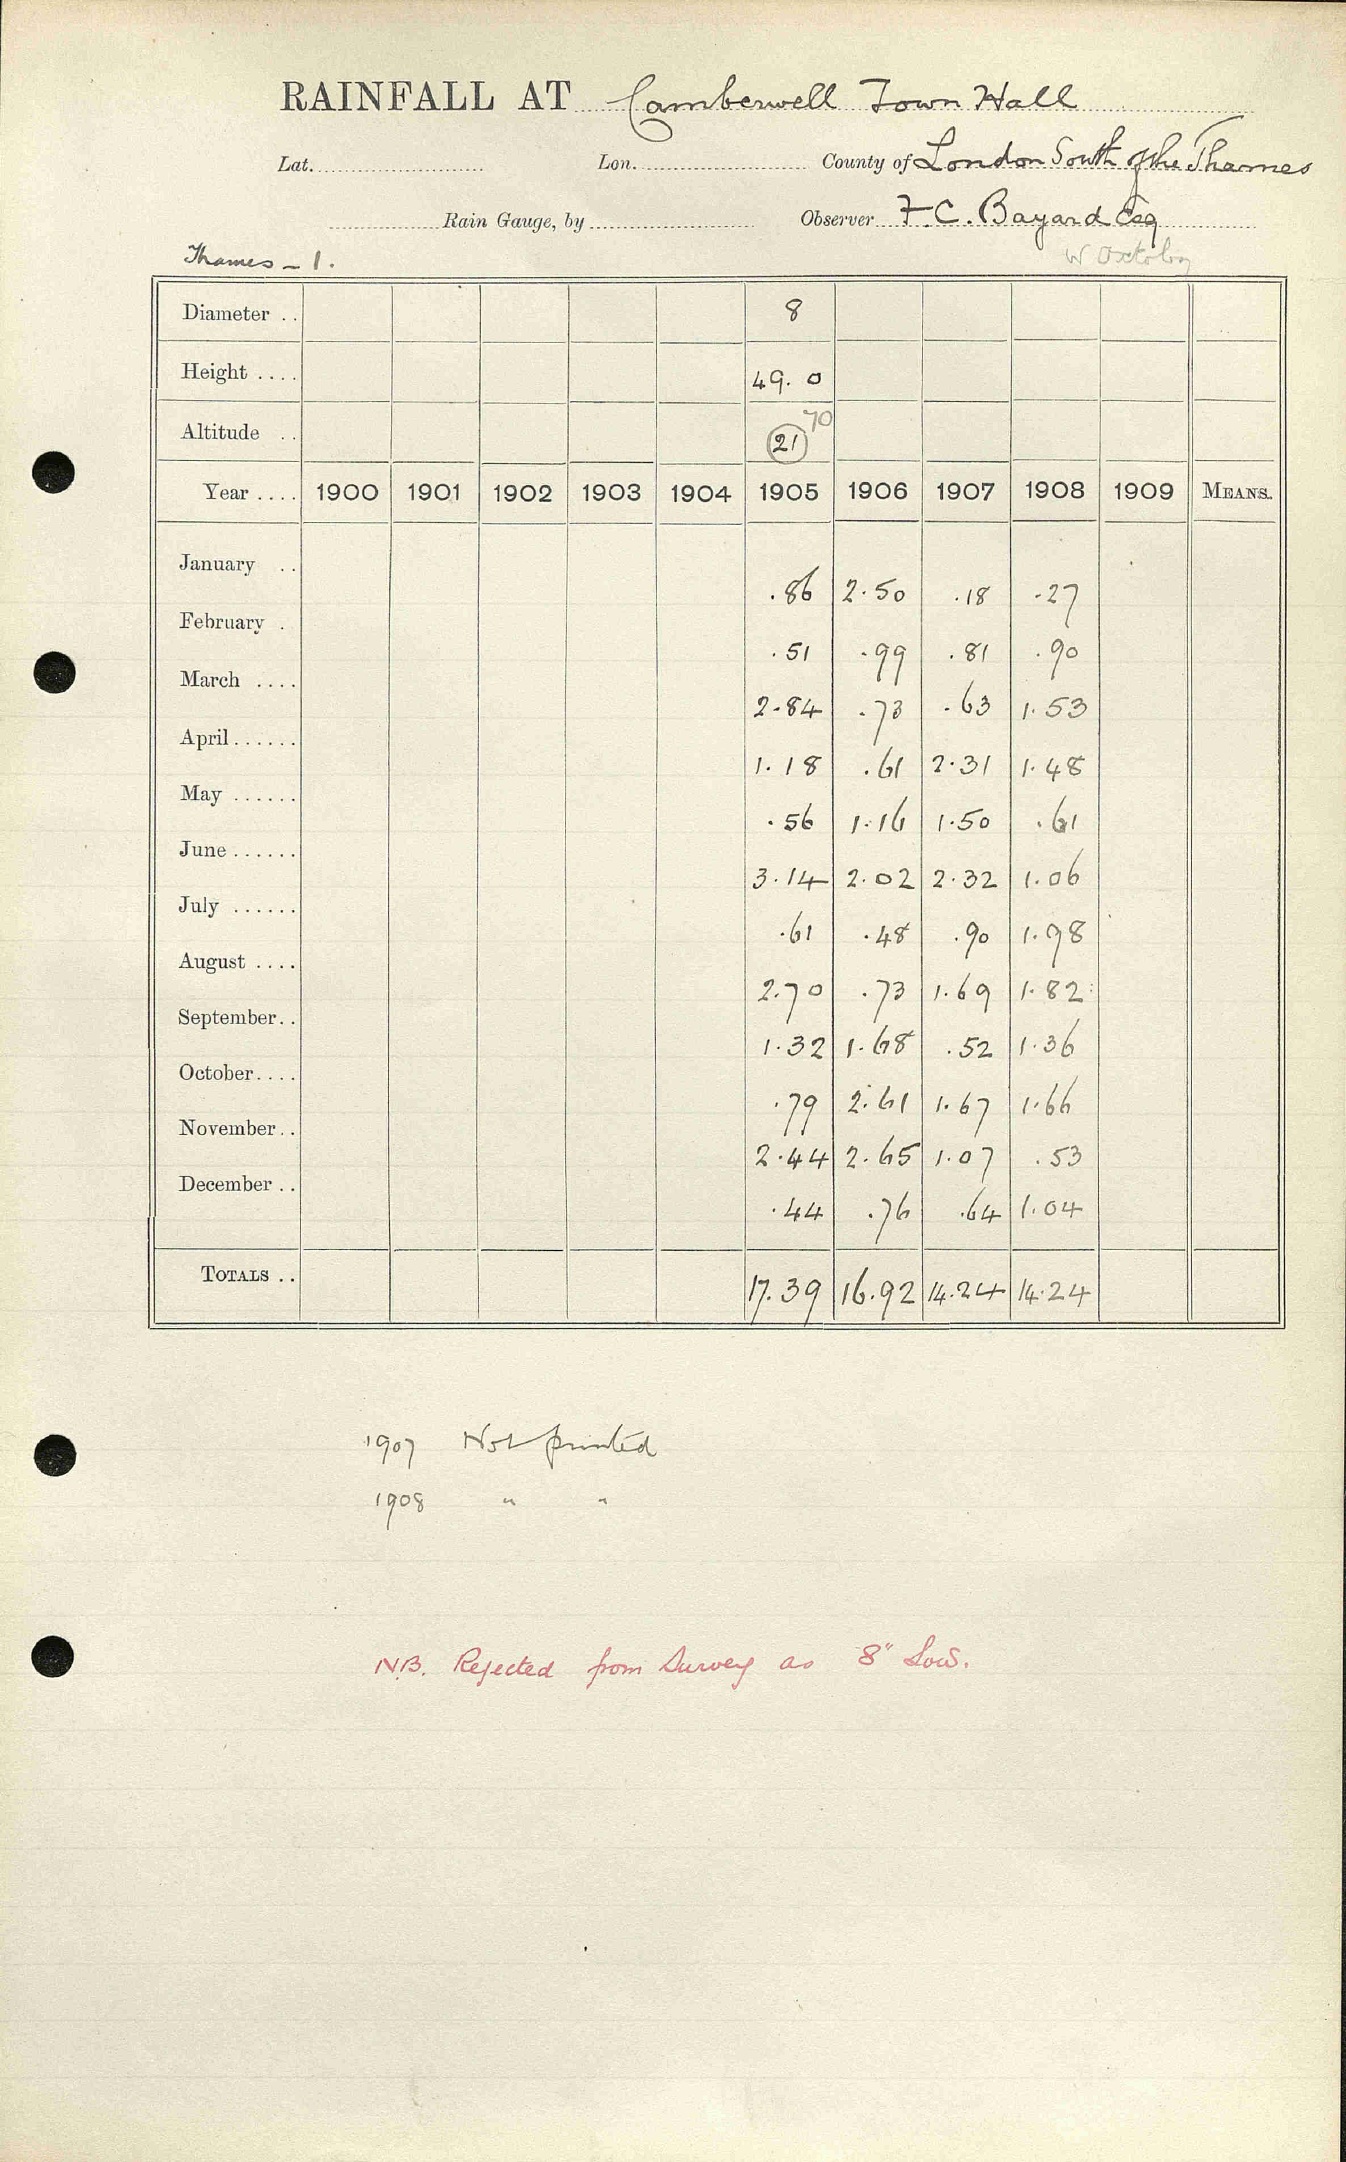 RAINFALL AT Camberwell Town Hall
Lat. Lon. County of London South of the Thames
Rain Gauge, by Observer F.C. Bayard Esq
Thames - 1. W
Diameter .. 8
Height .... 49.0
Altitude .. 21 70
Year .... 1900 1901 1902 1903 1904 1905 1906 1907 1908 1909 MEANS.
January .. .86 2.50 .18 .27
February . .51 .99 .81 .90
March .... 2.84 .73 .63 1.53
April...... 1.18 .61 2.31 1.48
May ...... .56 1.16 1.50 .61
June...... 3.14 2.02 2.32 1.06
July ...... .61 .48 .90 1.98
August .... 2.70 .73 1.69 1.82
September.. 1.32 1.68 .52 1.36
October.... .79 2.61 1.67 1.66
November.. 2.44 2.65 1.07 .53
December .. .44 .76 .64 1.04
TOTALS .. 17.39 16.92 14.24 14.24
1907 Not printed
1908 " "
N.B. Rejected from Survey as 8" Low.